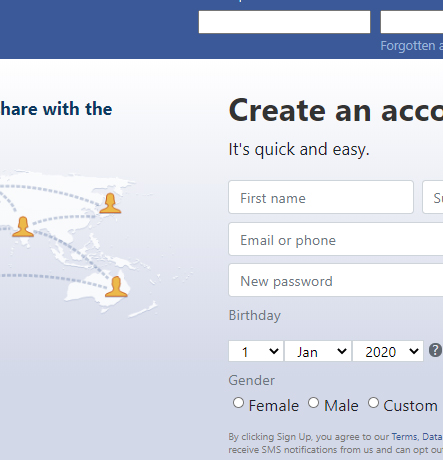 Forgotten a
hare with the
Create an acco
It's quick and easy.
First name
Su
Email or phone
New password
Birthday
1 Jan 2020 ?
Gender
Female Male Custom
By clicking Sign Up, you agree to our Terms, Data
receive SMS notifications from us and can opt ou